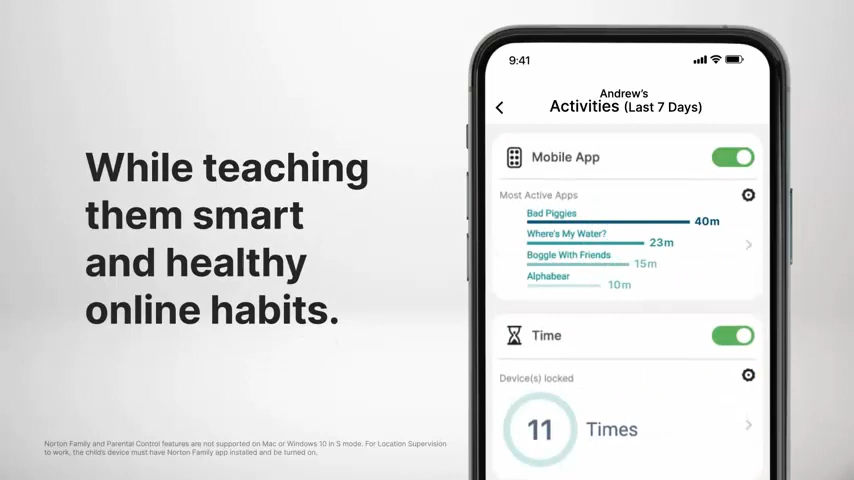 While teaching
them smart
and healthy
online habits.
Norton Family and Parental Control features are not supported on Mac or Windows 10 in S mode. For Location Supervision
to work, the child's device must have Norton Family app installed and be turned on.
9:41
Andrew's
Activities (Last 7 Days)
Mobile App
Most Active Apps
Bad Piggies
40m
Where's My Water?
23m
Boggle With Friends
15m
Alphabear
10m
Time
Device(s) locked
11 Times